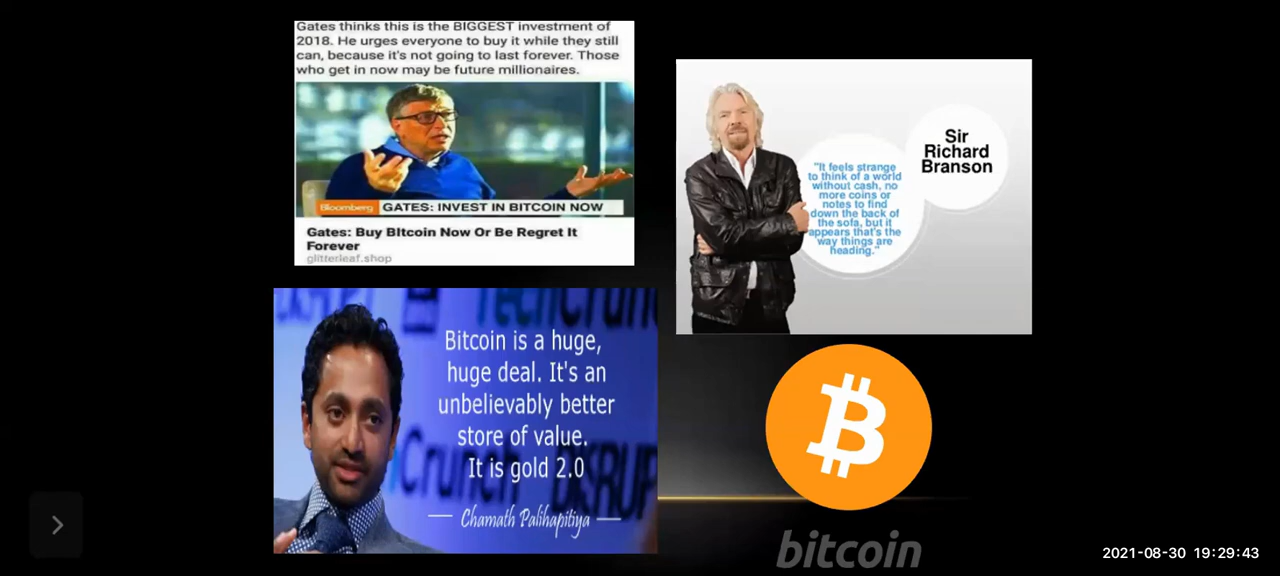 Gates thinks this is the BIGGEST investment of
2018. He urges everyone to buy it while they still
can, because it's not going to last forever. Those
who get in now may be future millionaires.
Bloomberg GATES: INVEST IN BITCOIN NOW
Gates: Buy BItcoin Now Or Be Regret It
Forever
glitterleaf.shop
Sir
Richard
Branson
"It feels strange
to think of a world
without cash, no
more coins or
notes to find
down the back of
the sofa, but it
appears that's the
way things are
heading."
TechCrunch
Bitcoin is a huge,
huge deal. It's an
unbelievably better
store of value.
It is gold 2.0
Crunch DISRUP
Chamath Palihapitiya
bitcoin
2021-08-30 19:29:43